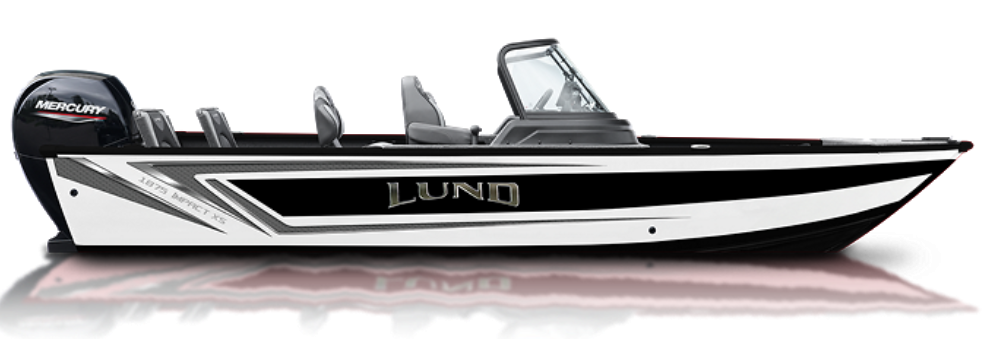 MERCURY
1875 IMPACT XS
LUND